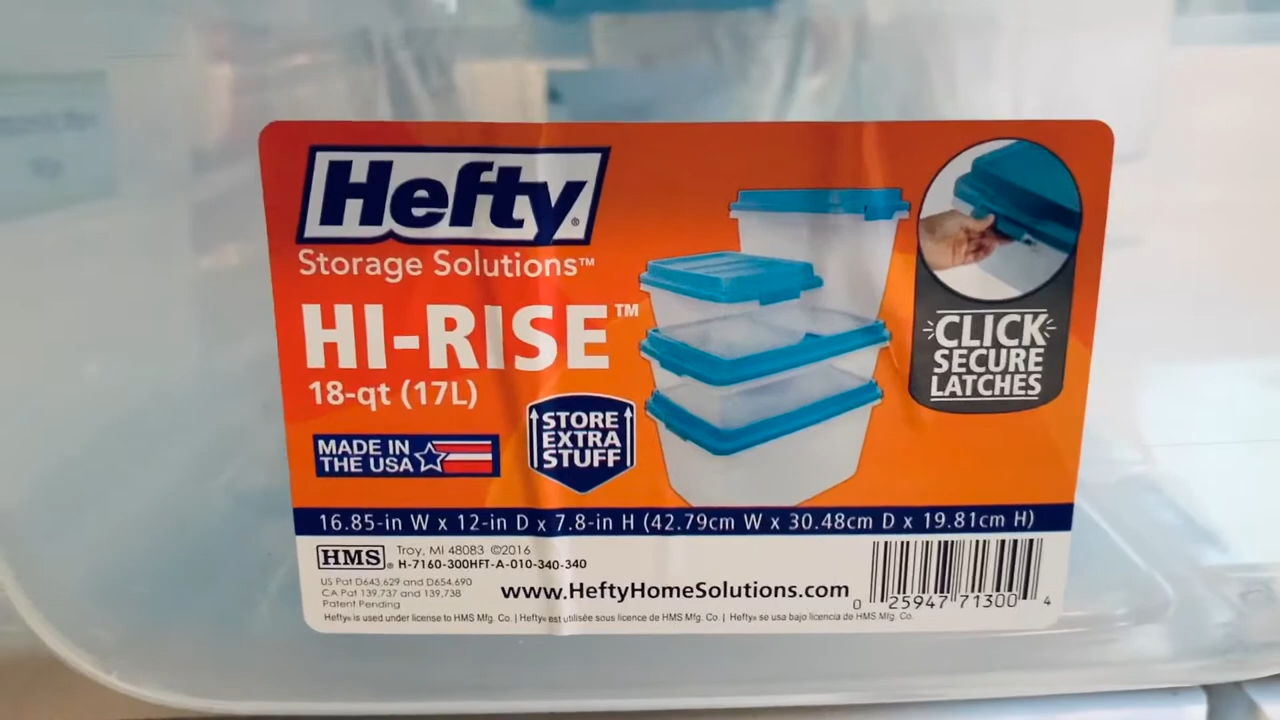 Hefty®
Storage Solutions™
HI-RISE™
18-qt (17L)
MADE IN
THE USA
STORE
EXTRA
STUFF
CLICK
SECURE
LATCHES
16.85-in W x 12-in D x 7.8-in H (42.79cm W x 30.48cm D x 19.81cm H)
HMS® Troy, MI 48083 ©2016
H-7160-300HFT-A-010-340-340
US Pat D643,629 and D654,690
CA Pat 139,737 and 139,738
Patent Pending
www.HeftyHomeSolutions.com
0 25947 71300 4
Hefty® is used under license to HMS Mfg. Co. | Hefty® est utilisée sous licence de HMS Mfg. Co. | Hefty® se usa bajo licencia de HMS Mfg. Co.